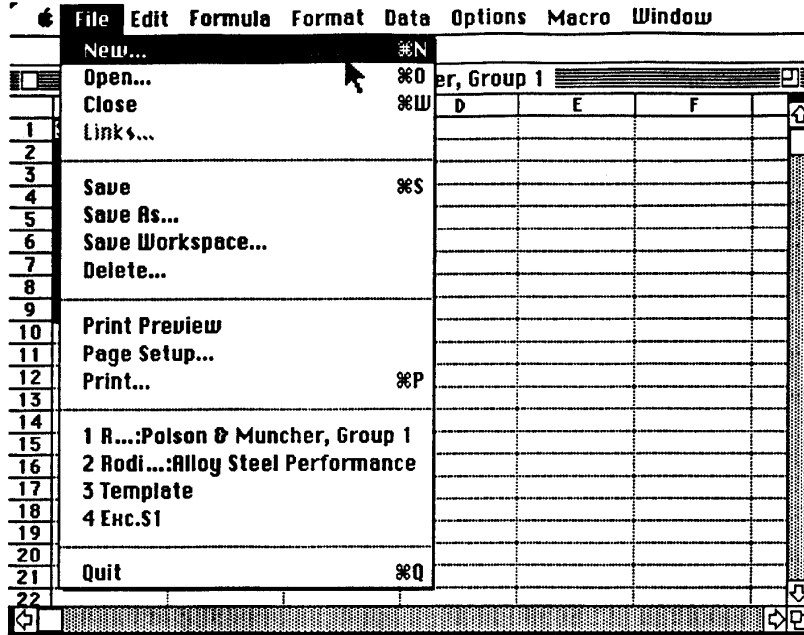 File Edit Formula Format Data Options Macro Window
New... ⌘N
Open... ⌘O
Close ⌘W
Links...
Save ⌘S
Save As...
Save Workspace...
Delete...
Print Preview
Page Setup...
Print... ⌘P
1 R...:Polson & Muncher, Group 1
2 Rodi...:Alloy Steel Performance
3 Template
4 Exc.S1
Quit ⌘Q
er, Group 1
D E F
1
2
3
4
5
6
7
8
9
10
11
12
13
14
15
16
17
18
19
20
21
22